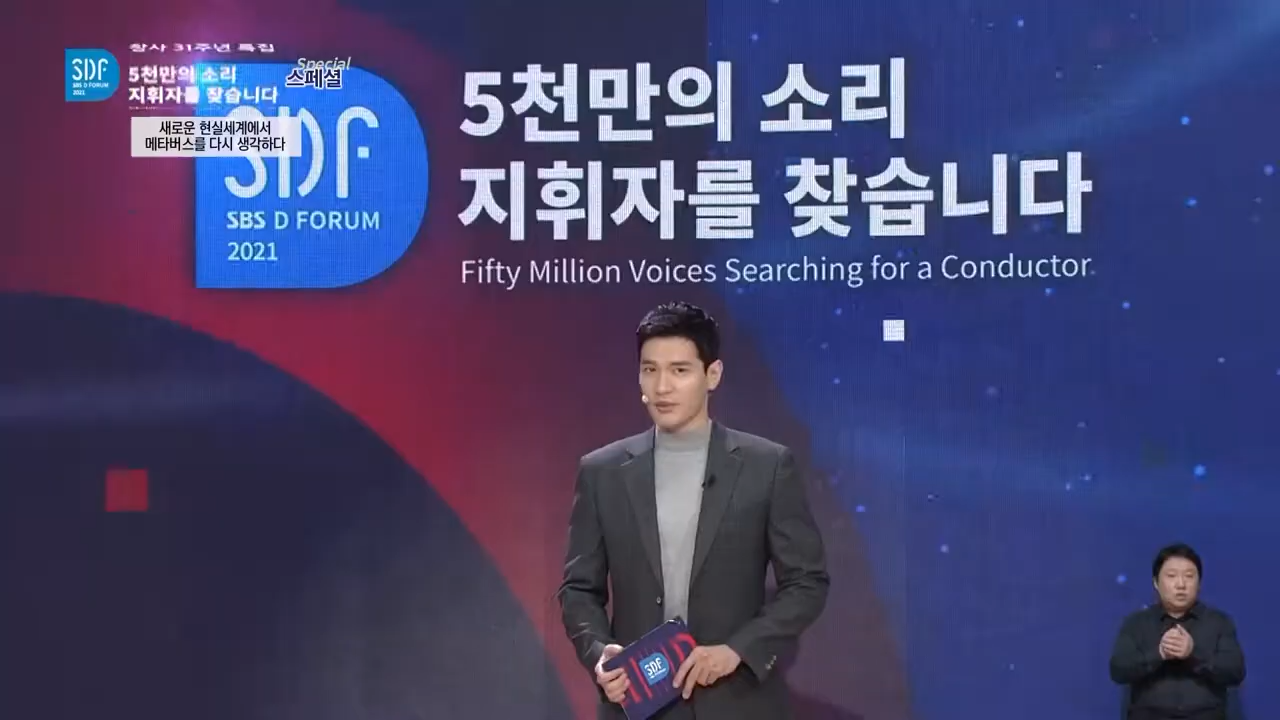 창사 31주년 특집
SDF
SBS D FORUM
2021
5천만의 소리
지휘자를 찾습니다
Special
스페셜
새로운 현실세계에서
메타버스를 다시 생각하다
SDF
SBS D FORUM
2021
5천만의 소리
지휘자를 찾습니다
Fifty Million Voices Searching for a Conductor
SDF